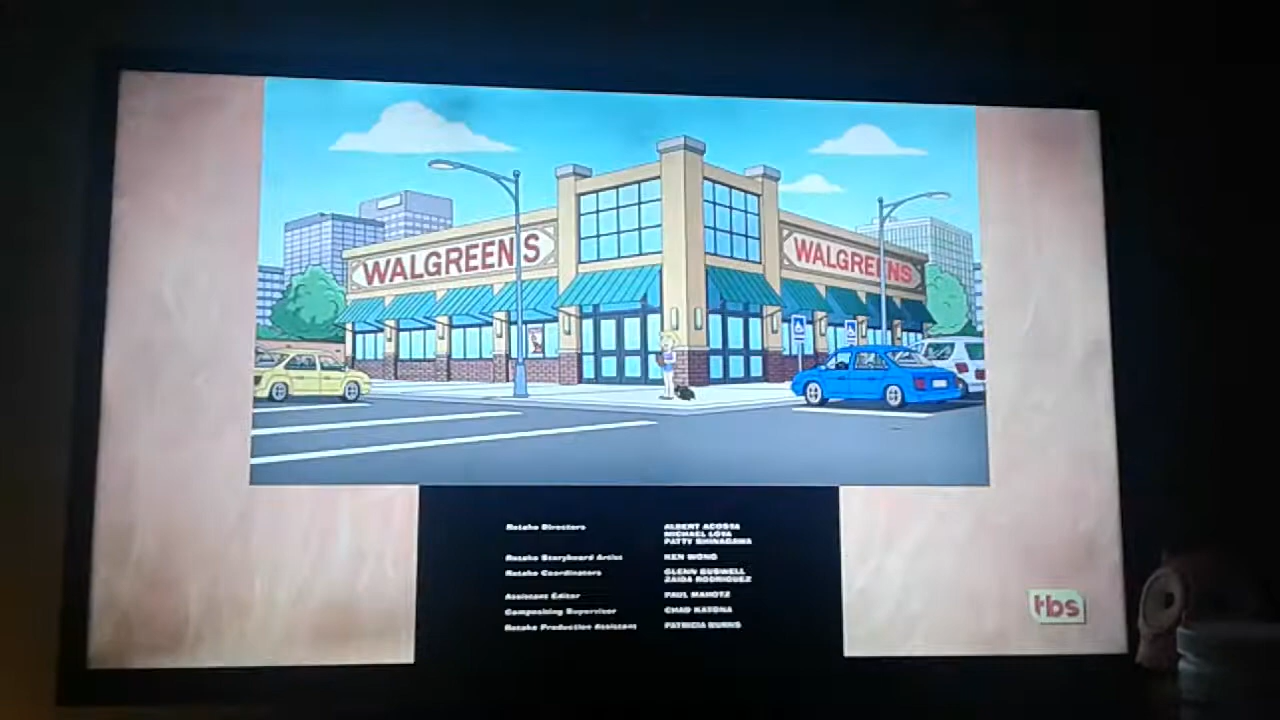 WALGREENS
WALGREENS
Retake Directors ALBERT ACOSTA
MICHAEL LOYA
PATTY SHINAGAWA
Retake Storyboard Artist KEN WONG
Retake Coordinators GLENN BUSWELL
ZAIDA RODRIGUEZ
Assistant Editor PAUL MAHOTZ
Compositing Supervisor CHAD KATONA
Retake Production Assistant PATRICIA BURNS
tbs